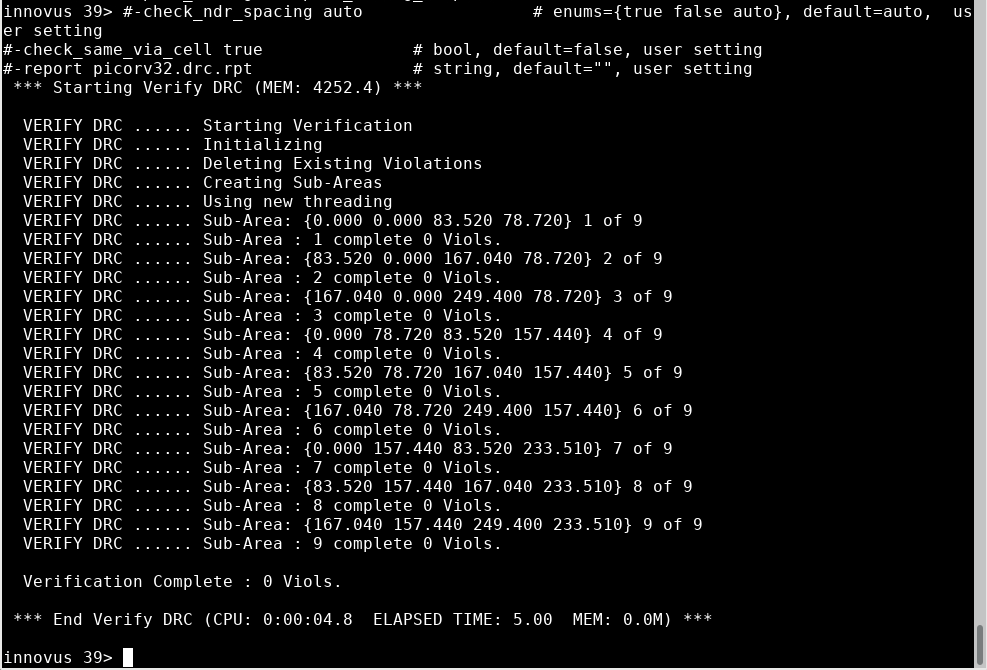 innovus 39> #-check_ndr_spacing auto                 # enums={true false auto}, default=auto,  us
er setting
#-check_same_via_cell true               # bool, default=false, user setting
#-report picorv32.drc.rpt                # string, default="", user setting
 *** Starting Verify DRC (MEM: 4252.4) ***

  VERIFY DRC ...... Starting Verification
  VERIFY DRC ...... Initializing
  VERIFY DRC ...... Deleting Existing Violations
  VERIFY DRC ...... Creating Sub-Areas
  VERIFY DRC ...... Using new threading
  VERIFY DRC ...... Sub-Area: {0.000 0.000 83.520 78.720} 1 of 9
  VERIFY DRC ...... Sub-Area : 1 complete 0 Viols.
  VERIFY DRC ...... Sub-Area: {83.520 0.000 167.040 78.720} 2 of 9
  VERIFY DRC ...... Sub-Area : 2 complete 0 Viols.
  VERIFY DRC ...... Sub-Area: {167.040 0.000 249.400 78.720} 3 of 9
  VERIFY DRC ...... Sub-Area : 3 complete 0 Viols.
  VERIFY DRC ...... Sub-Area: {0.000 78.720 83.520 157.440} 4 of 9
  VERIFY DRC ...... Sub-Area : 4 complete 0 Viols.
  VERIFY DRC ...... Sub-Area: {83.520 78.720 167.040 157.440} 5 of 9
  VERIFY DRC ...... Sub-Area : 5 complete 0 Viols.
  VERIFY DRC ...... Sub-Area: {167.040 78.720 249.400 157.440} 6 of 9
  VERIFY DRC ...... Sub-Area : 6 complete 0 Viols.
  VERIFY DRC ...... Sub-Area: {0.000 157.440 83.520 233.510} 7 of 9
  VERIFY DRC ...... Sub-Area : 7 complete 0 Viols.
  VERIFY DRC ...... Sub-Area: {83.520 157.440 167.040 233.510} 8 of 9
  VERIFY DRC ...... Sub-Area : 8 complete 0 Viols.
  VERIFY DRC ...... Sub-Area: {167.040 157.440 249.400 233.510} 9 of 9
  VERIFY DRC ...... Sub-Area : 9 complete 0 Viols.

  Verification Complete : 0 Viols.

 *** End Verify DRC (CPU: 0:00:04.8  ELAPSED TIME: 5.00  MEM: 0.0M) ***

innovus 39>